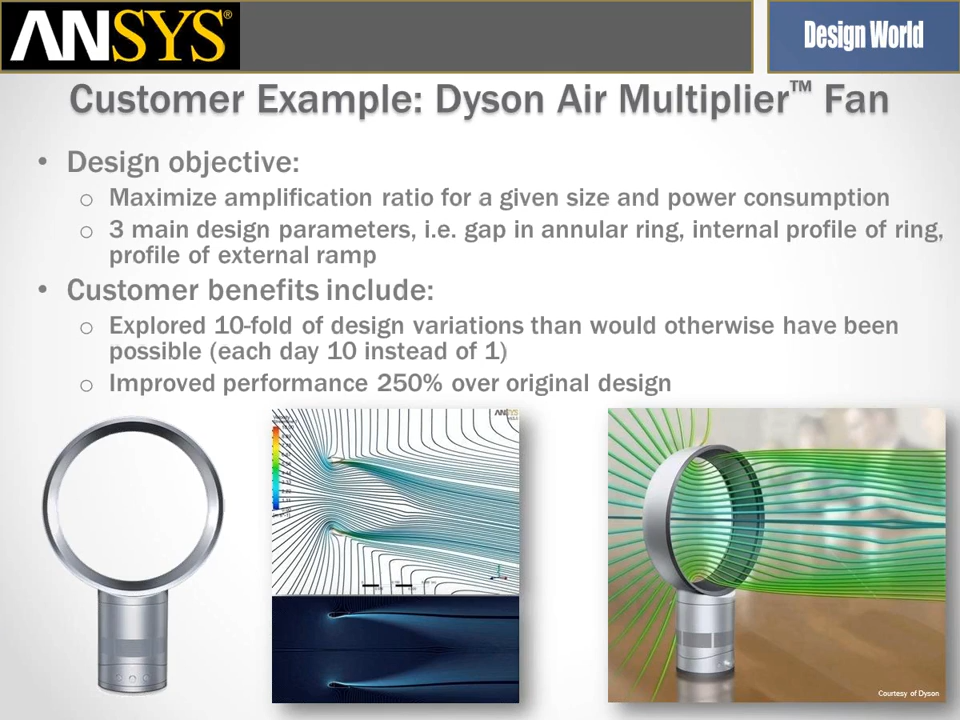 ANSYS®
Design World
Customer Example: Dyson Air Multiplier™ Fan
• Design objective:
o Maximize amplification ratio for a given size and power consumption
o 3 main design parameters, i.e. gap in annular ring, internal profile of ring,
profile of external ramp
• Customer benefits include:
o Explored 10-fold of design variations than would otherwise have been
possible (each day 10 instead of 1)
o Improved performance 250% over original design
ANSYS
Courtesy of Dyson